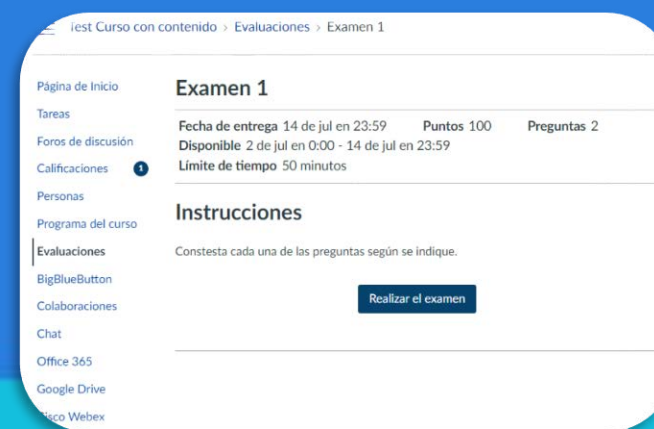 Test Curso con contenido > Evaluaciones > Examen 1
Página de Inicio
Tareas
Foros de discusión
Calificaciones 1
Personas
Programa del curso
Evaluaciones
BigBlueButton
Colaboraciones
Chat
Office 365
Google Drive
Cisco Webex
Examen 1
Fecha de entrega 14 de jul en 23:59 Puntos 100 Preguntas 2
Disponible 2 de jul en 0:00 - 14 de jul en 23:59
Límite de tiempo 50 minutos
Instrucciones
Constesta cada una de las preguntas según se indique.
Realizar el examen